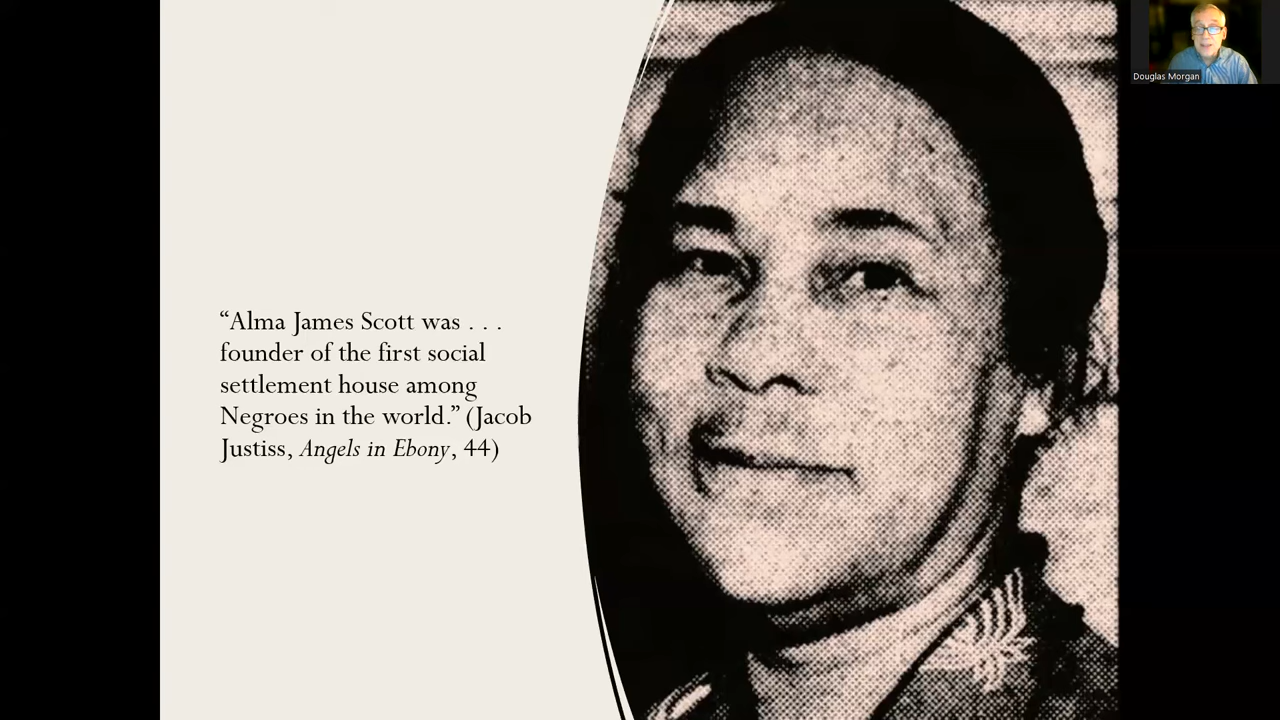 “Alma James Scott was . . .
founder of the first social
settlement house among
Negroes in the world.” (Jacob
Justiss, Angels in Ebony, 44)
Douglas Morgan